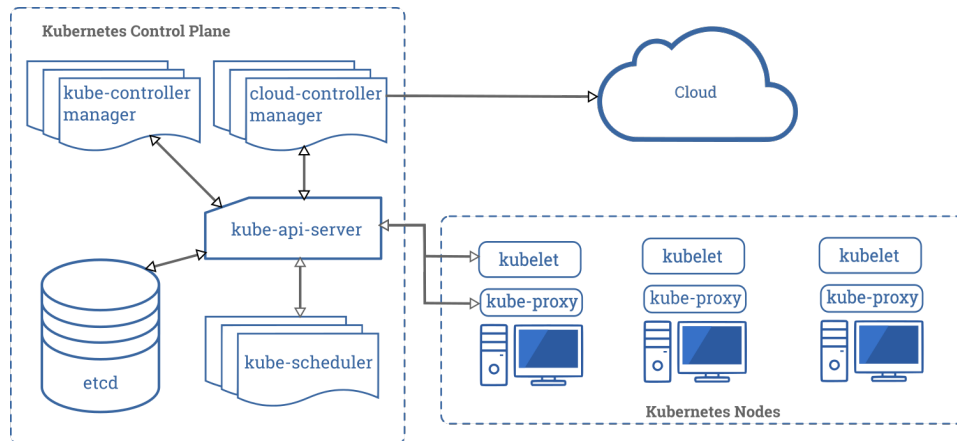 Kubernetes Control Plane
kube-controller
manager
cloud-controller
manager
Cloud
kube-api-server
kubelet
kubelet
kubelet
kube-proxy
kube-proxy
kube-proxy
etcd
kube-scheduler
Kubernetes Nodes